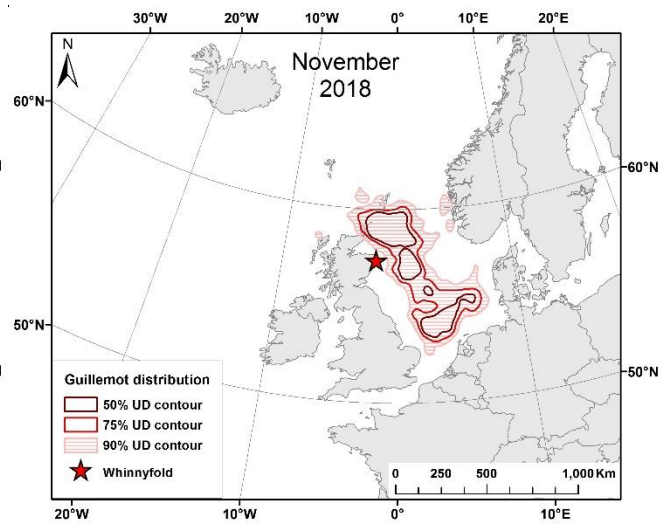 30°W 20°W 10°W 0° 10°E 20°E
N
November
2018
60°N
60°N
50°N
50°N
Guillemot distribution
50% UD contour
75% UD contour
90% UD contour
Whinnyfold
0 250 500 1,000 Km
20°W 10°W 0° 10°E